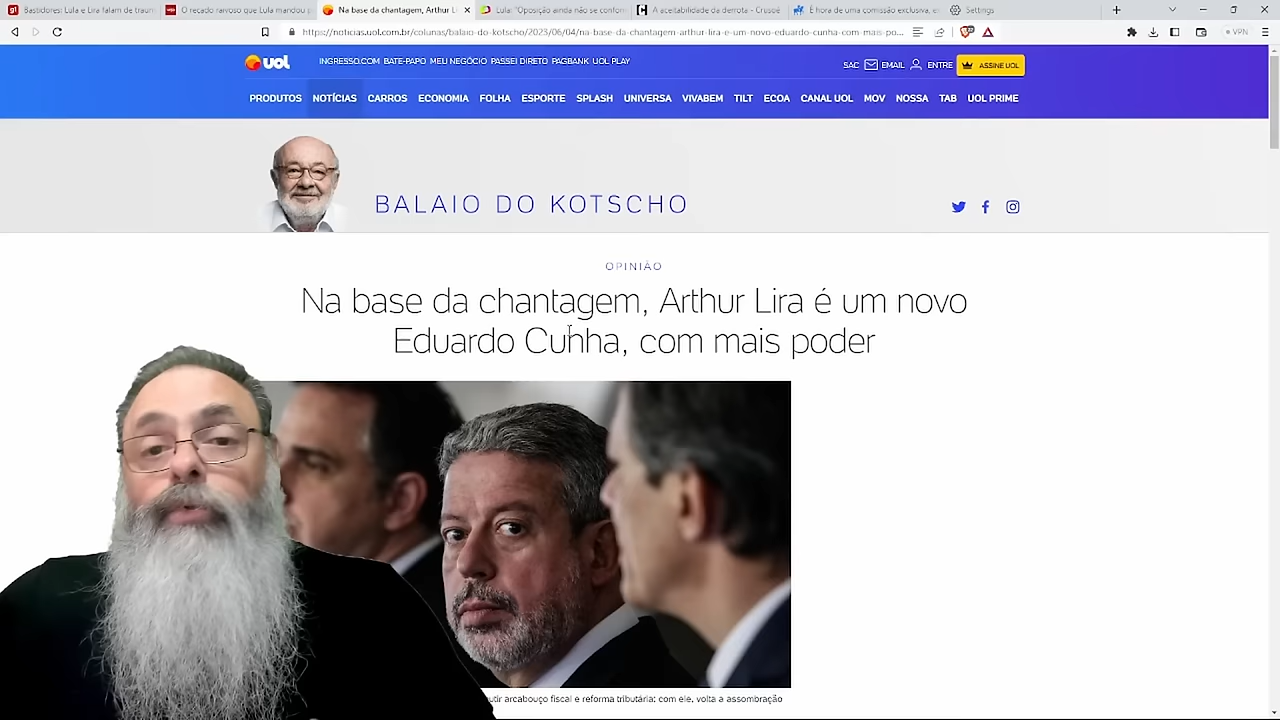 Bastidores! Lula e Lira falam de
O recado raivoso que Lula mandou
Na base da chantagem, Arthur Li
Lula: "Oposição ainda não se confor
A aceitabilidade da derrota - Crusoé
É hora de uma comissão exclusiva, es
Settings
https://noticias.uol.com.br/colunas/balaio-do-kotscho/2023/06/04/na-base-da-chantagem-arthur-lira-e-um-novo-eduardo-cunha-com-mais-po...
VPN
UOL
INGRESSO.COM BATE-PAPO MEU NEGÓCIO PASSEI DIRETO PAGBANK UOL PLAY
SAC EMAIL ENTRE ASSINE UOL
PRODUTOS NOTÍCIAS CARROS ECONOMIA FOLHA ESPORTE SPLASH UNIVERSA VIVABEM TILT ECOA CANAL UOL MOV NOSSA TAB UOL PRIME
BALAIO DO KOTSCHO
OPINIÃO
Na base da chantagem, Arthur Lira é um novo
Eduardo Cunha, com mais poder
utir arcabouço fiscal e reforma tributária: com ele, volta a assombração